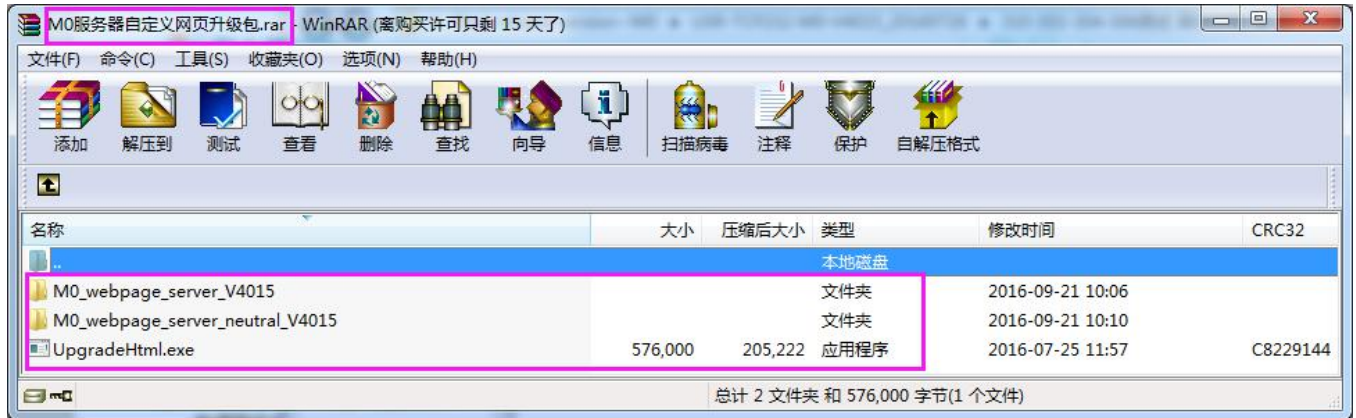 M0服务器自定义网页升级包.rar - WinRAR (离购买许可只剩 15 天了)
文件(F) 命令(C) 工具(S) 收藏夹(O) 选项(N) 帮助(H)
添加 解压到 测试 查看 删除 查找 向导 信息 扫描病毒 注释 保护 自解压格式
名称 大小 压缩后大小 类型 修改时间 CRC32
.. 本地磁盘
M0_webpage_server_V4015 文件夹 2016-09-21 10:06
M0_webpage_server_neutral_V4015 文件夹 2016-09-21 10:10
UpgradeHtml.exe 576,000 205,222 应用程序 2016-07-25 11:57 C8229144
总计 2 文件夹 和 576,000 字节(1 个文件)